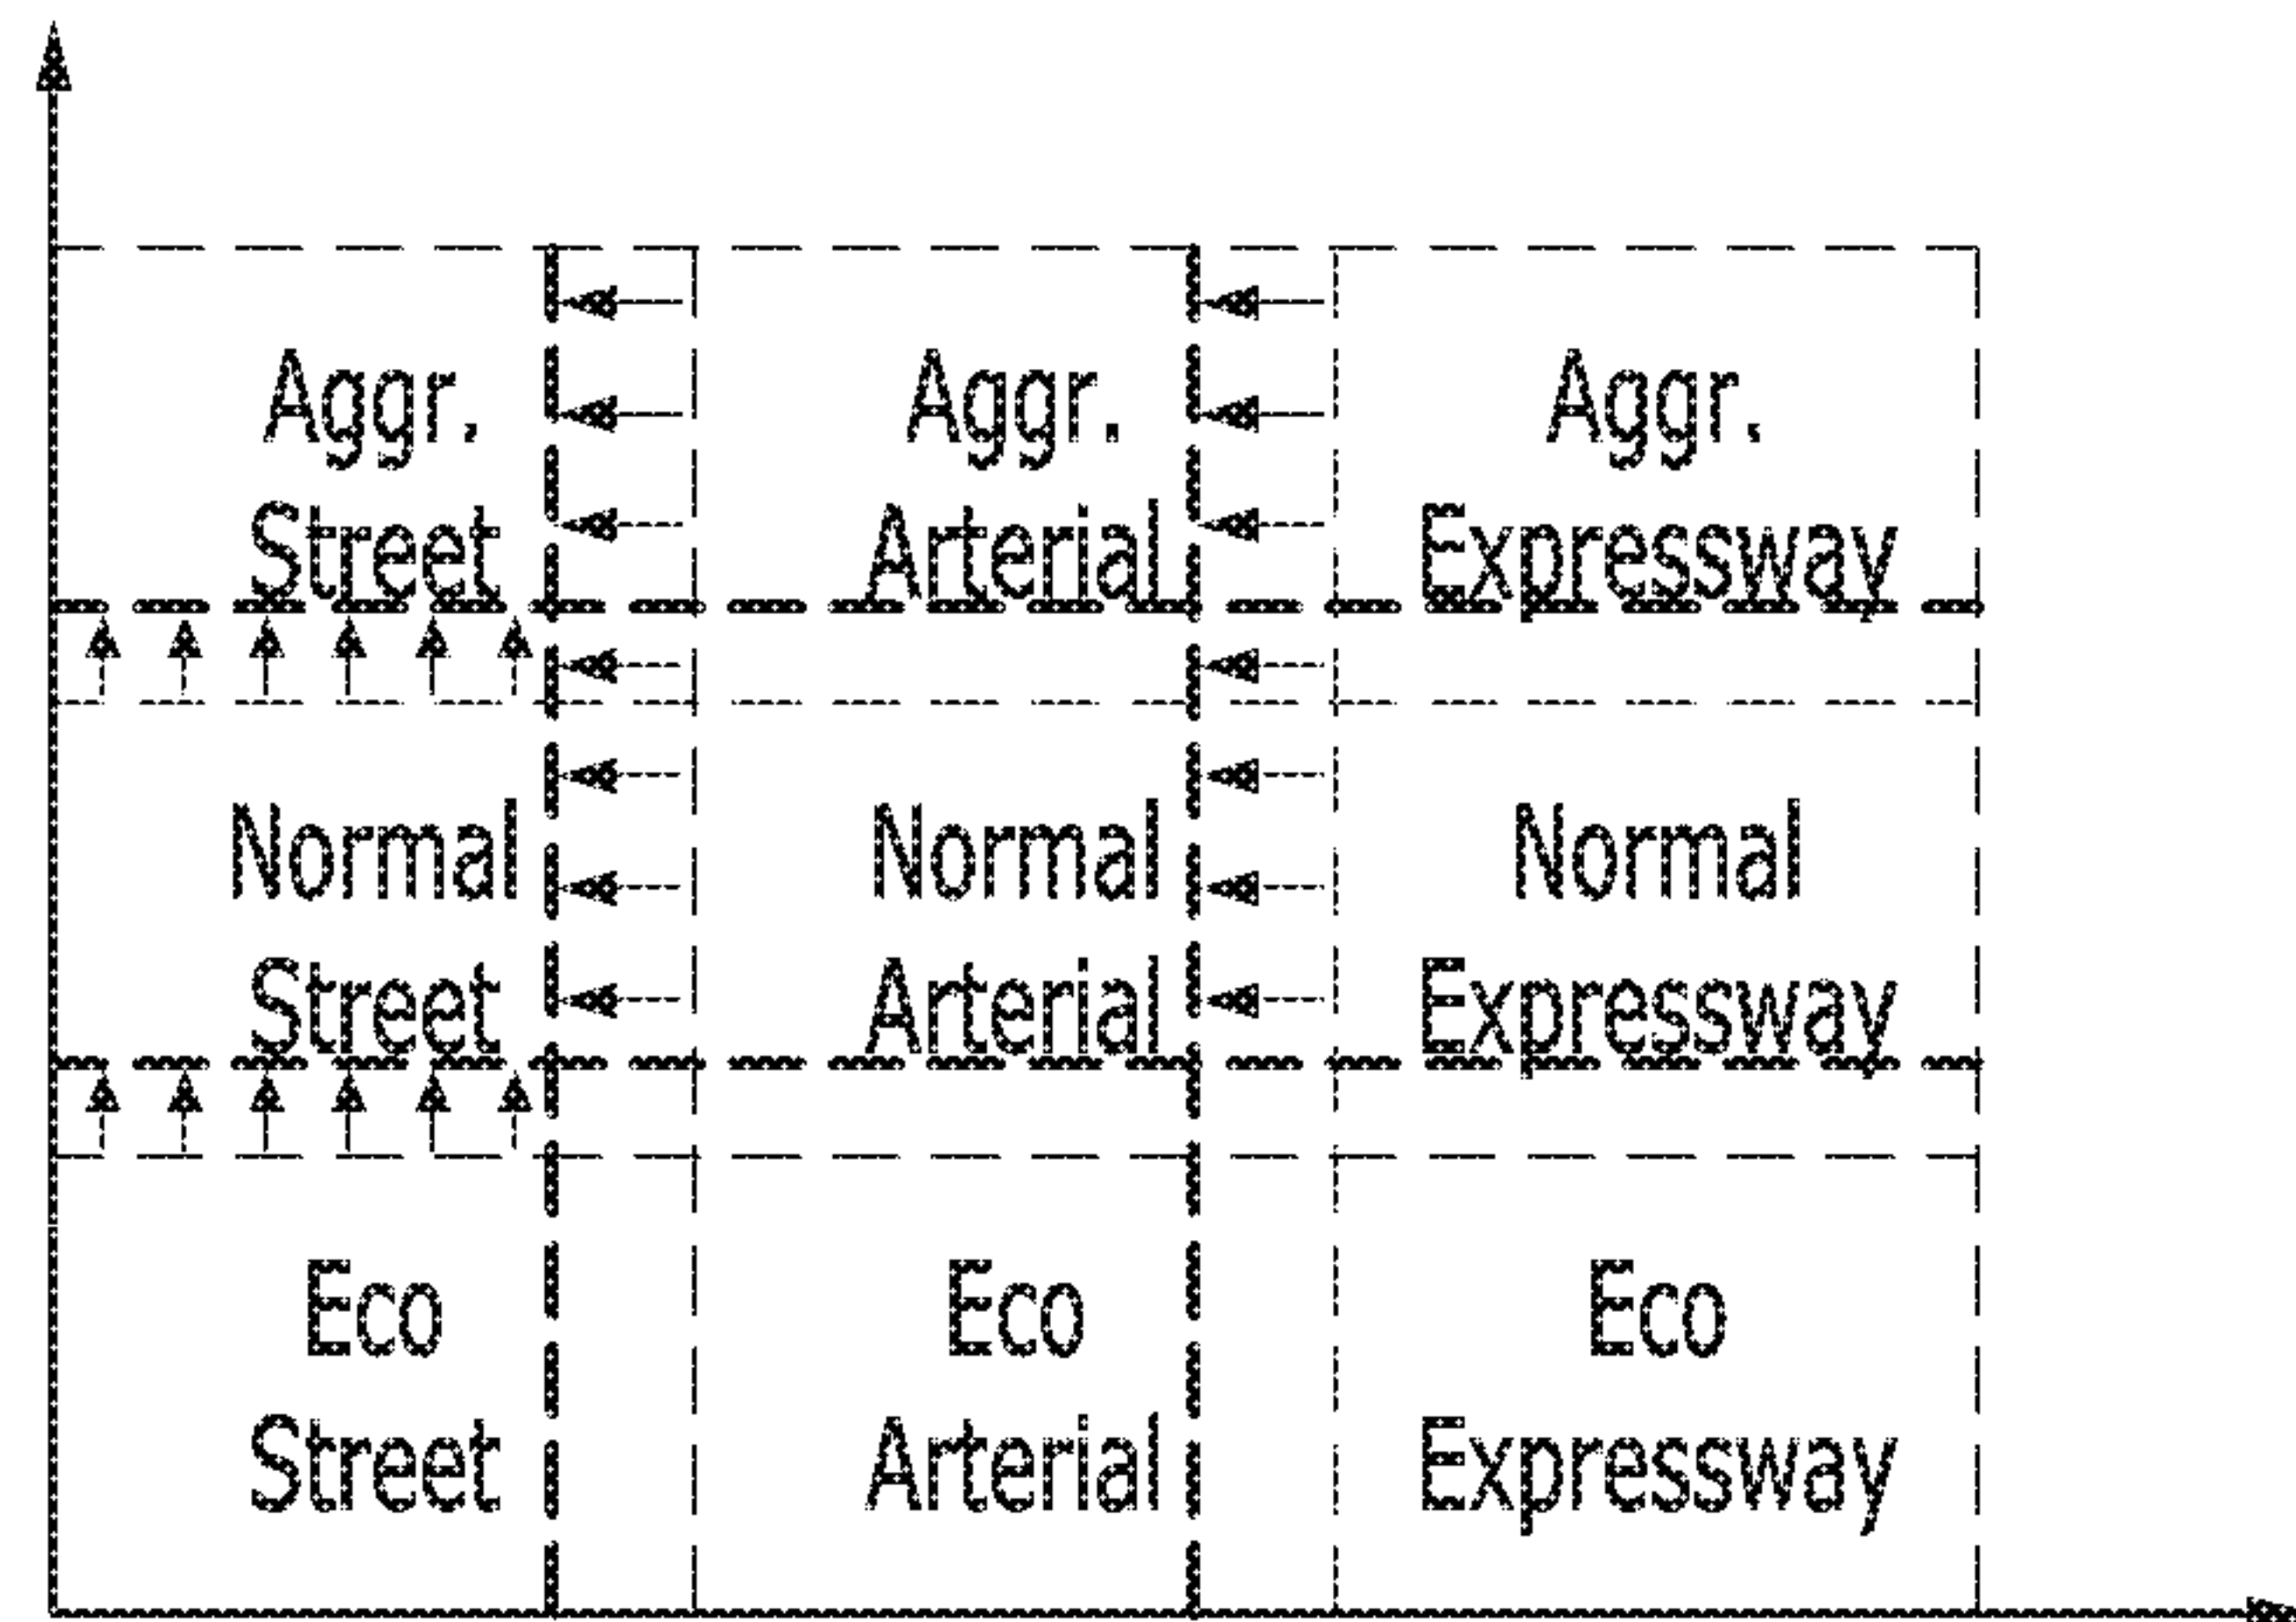 Aggr.
Street
Aggr.
Arterial
Aggr.
Expressway
Normal
Street
Normal
Arterial
Normal
Expressway
Eco
Street
Eco
Arterial
Eco
Expressway